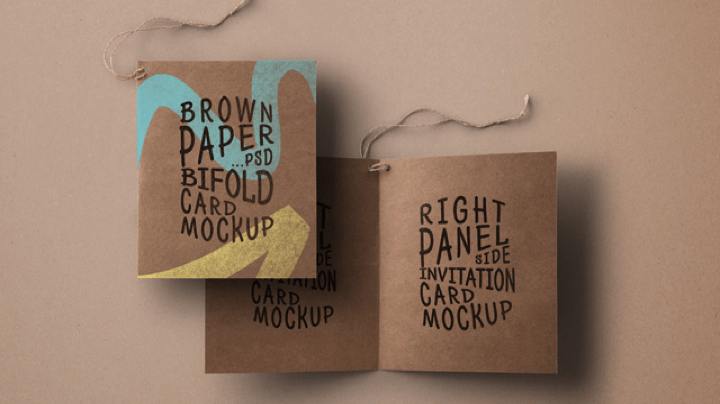 BROWN
PAPER
...PSD
BIFOLD
CARD
MOCKUP
CARD
MOCKUP
RIGHT
PANEL
SIDE
INVITATION
CARD
MOCKUP